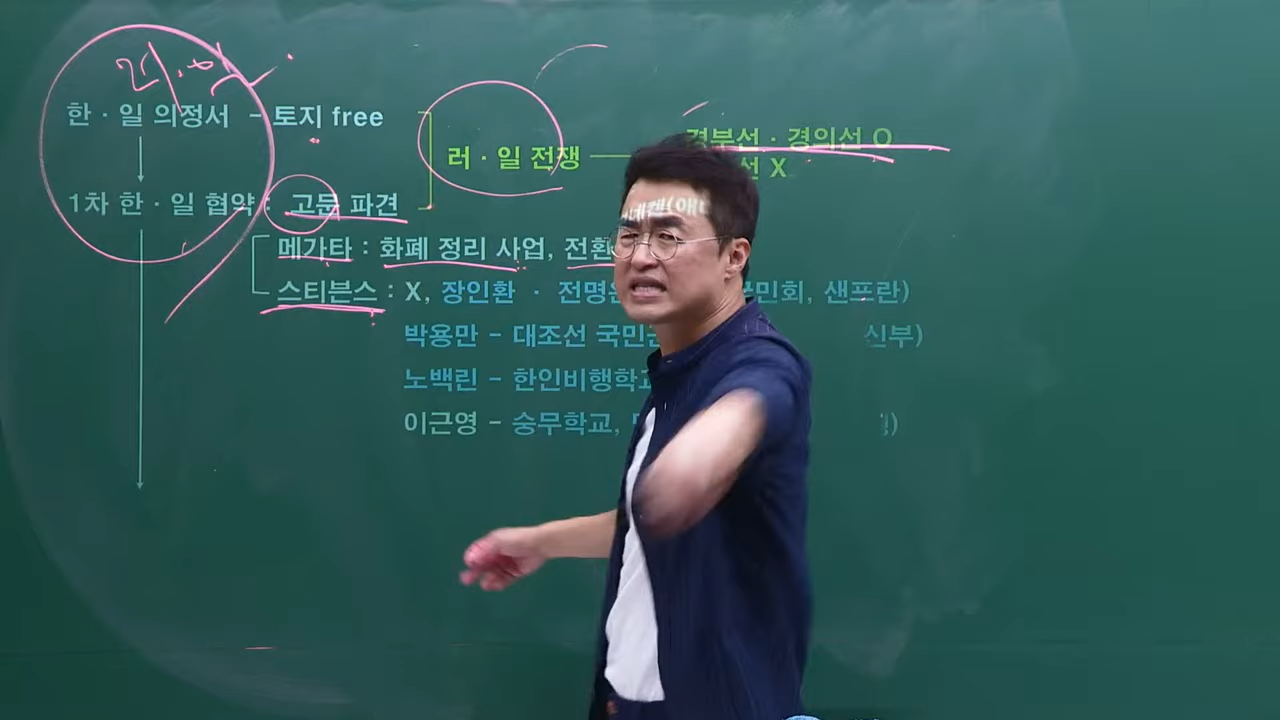 러·일
한·일 의정서 - 토지 free
러·일 전쟁
경부선·경의선 O
선 X
1차 한·일 협약 : 고문 파견
메가타 : 화폐 정리 사업, 전환
스티븐스 : X, 장인환 · 전명운 국민회, 샌프란)
박용만 - 대조선 국민군 신부)
노백린 - 한인비행학교
이근영 - 숭무학교,